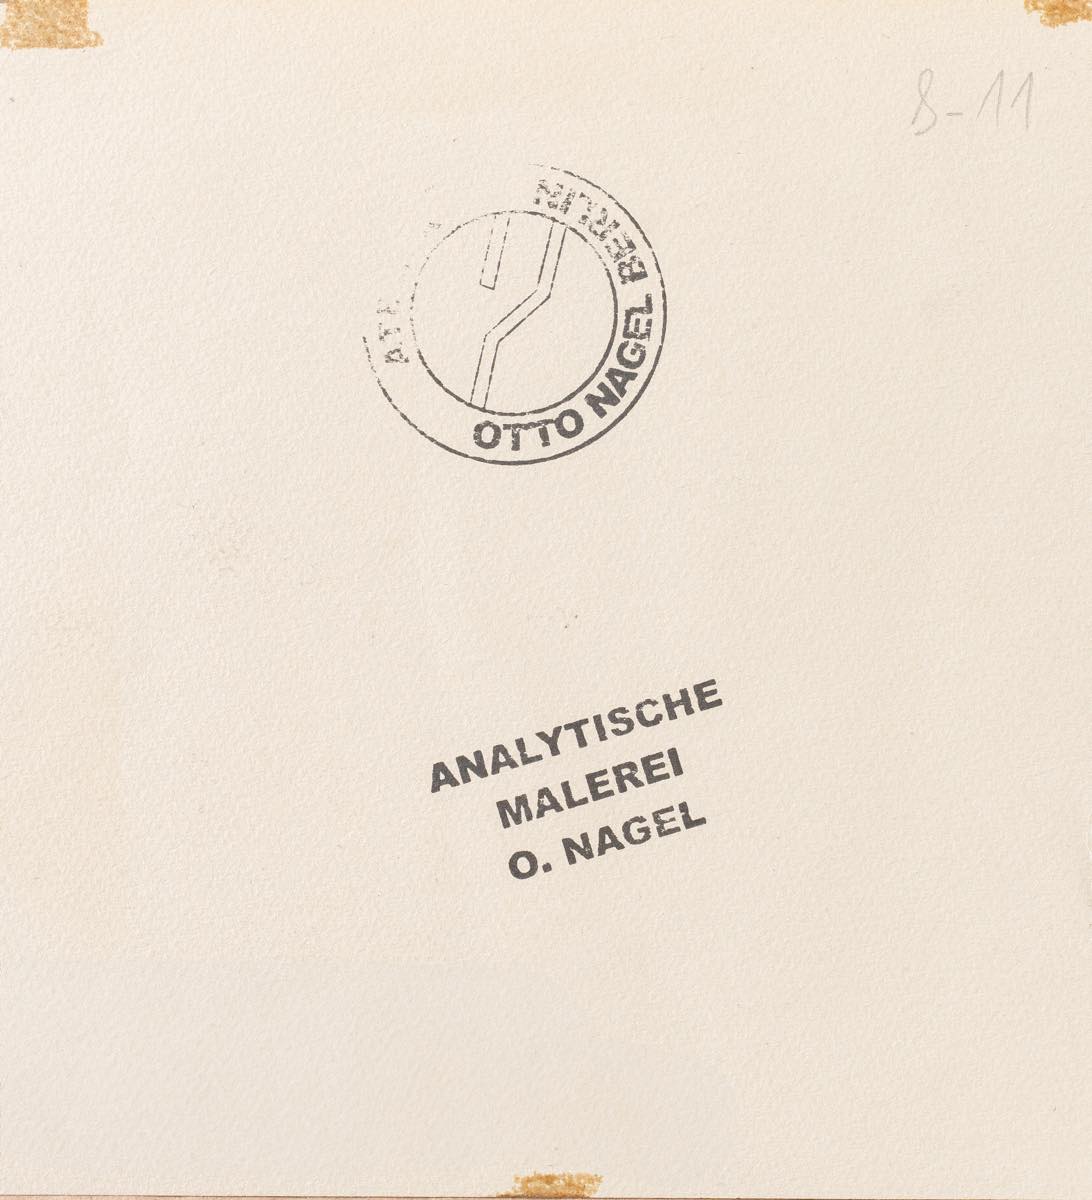 8-11
OTTO NAGEL BERLIN
ANALYTISCHE
MALEREI
O. NAGEL